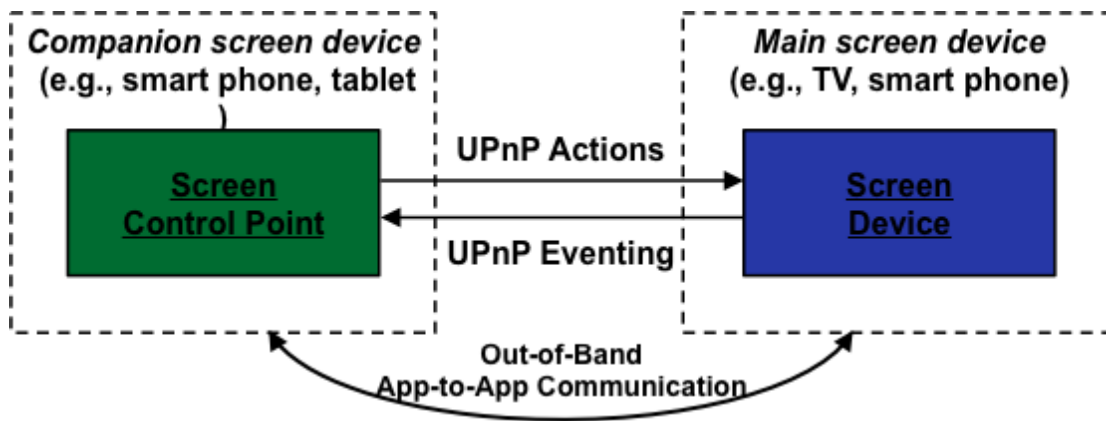 Companion screen device
(e.g., smart phone, tablet
)
Main screen device
(e.g., TV, smart phone)
Screen
Control Point
UPnP Actions
UPnP Eventing
Screen
Device
Out-of-Band
App-to-App Communication